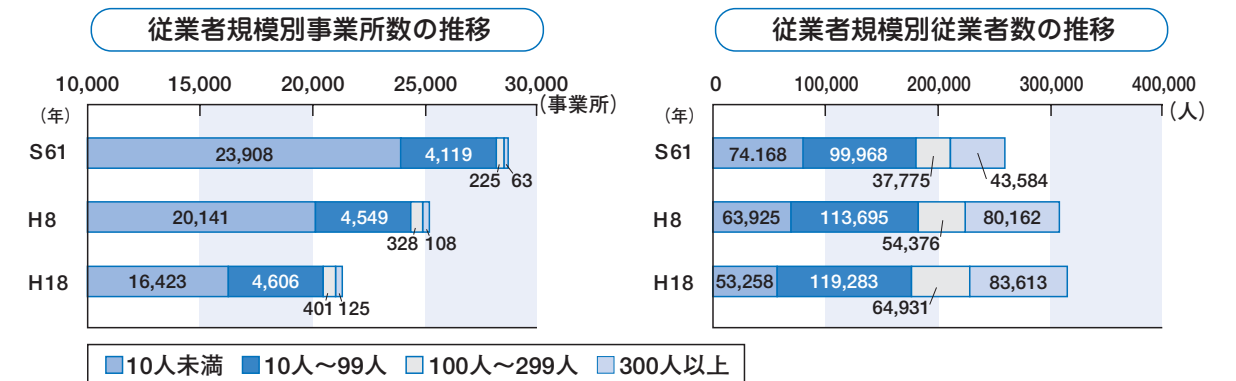 従業者規模別事業所数の推移
10,000 15,000 20,000 25,000 30,000
(事業所)
(年)
S61 23,908 4,119
225 63
H8 20,141 4,549
328 108
H18 16,423 4,606
401 125
従業者規模別従業者数の推移
0 100,000 200,000 300,000 400,000
(人)
(年)
S61 74.168 99,968
37,775 43,584
H8 63,925 113,695 80,162
54,376
H18 53,258 119,283 83,613
64,931
10人未満 10人〜99人 100人〜299人 300人以上